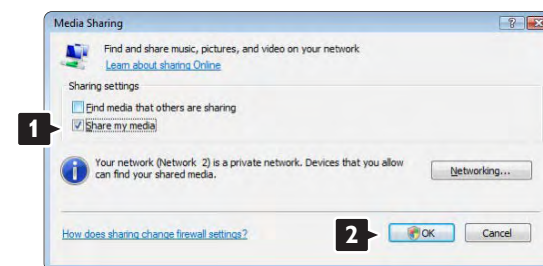 Media Sharing
Find and share music, pictures, and video on your network
Learn about sharing Online
Sharing settings
Find media that others are sharing
1
Share my media
Your network (Network 2) is a private network. Devices that you allow
can find your shared media.
Networking...
How does sharing change firewall settings?
2
OK
Cancel